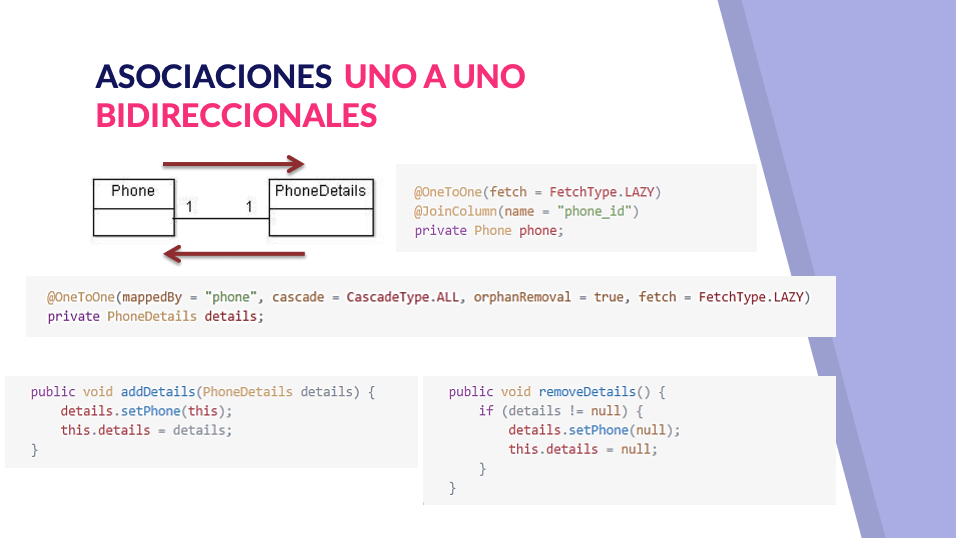 ASOCIACIONES UNO A UNO
BIDIRECCIONALES
Phone
PhoneDetails
1
1
@OneToOne(fetch = FetchType.LAZY)
@JoinColumn(name = "phone_id")
private Phone phone;
@OneToOne(mappedBy = "phone", cascade = CascadeType.ALL, orphanRemoval = true, fetch = FetchType.LAZY)
private PhoneDetails details;
public void addDetails(PhoneDetails details) {
    details.setPhone(this);
    this.details = details;
}
public void removeDetails() {
    if (details != null) {
        details.setPhone(null);
        this.details = null;
    }
}